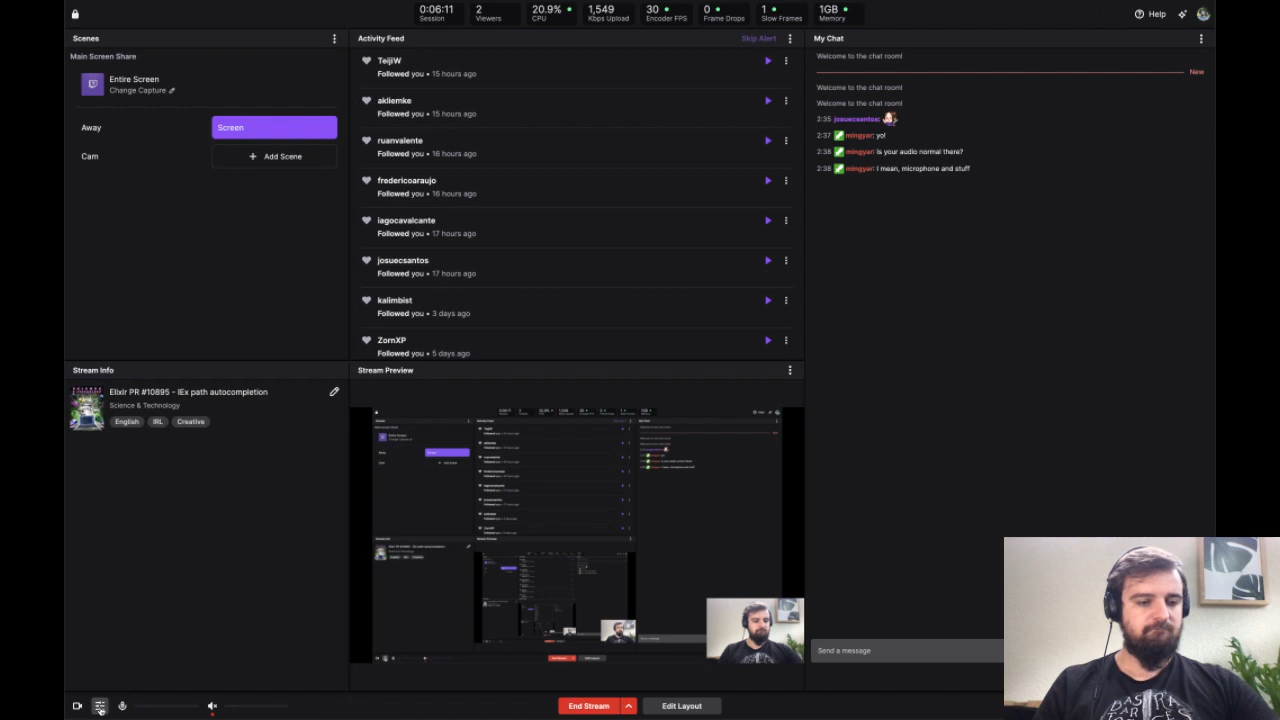 0:06:11
Session
2
Viewers
20.9%
CPU
1,549
Kbps Upload
30
Encoder FPS
0
Frame Drops
1
Slow Frames
1GB
Memory
Help
Scenes
Main Screen Share
Entire Screen
Change Capture
Away
Screen
Cam
+ Add Scene
Activity Feed
Skip Alert
TeijiW
Followed you • 15 hours ago
akliemke
Followed you • 15 hours ago
ruanvalente
Followed you • 16 hours ago
fredericoaraujo
Followed you • 16 hours ago
iagocavalcante
Followed you • 17 hours ago
josuecsantos
Followed you • 17 hours ago
kalimbist
Followed you • 3 days ago
ZornXP
Followed you • 5 days ago
My Chat
Welcome to the chat room!
New
Welcome to the chat room!
Welcome to the chat room!
2:35 josuecsantos:
2:37 mingyar: yo!
2:38 mingyar: Is your audio normal there?
2:38 mingyar: I mean, microphone and stuff
Stream Info
Elixir PR #10895 - IEx path autocompletion
Science & Technology
English
IRL
Creative
Stream Preview
Send a message
End Stream
Edit Layout